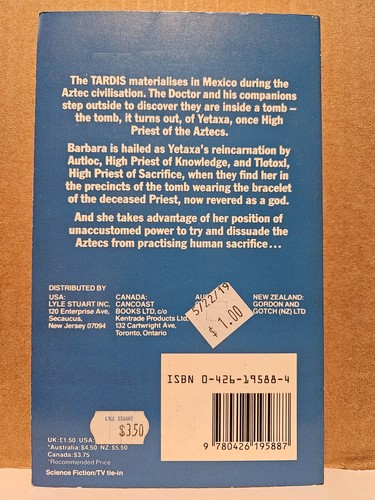 The TARDIS materialises in Mexico during the
Aztec civilisation. The Doctor and his companions
step outside to discover they are inside a tomb –
the tomb, it turns out, of Yetaxa, once High
Priest of the Aztecs.
Barbara is hailed as Yetaxa's reincarnation by
Autloc, High Priest of Knowledge, and Tlotoxl,
High Priest of Sacrifice, when they find her in
the precincts of the tomb wearing the bracelet
of the deceased Priest, now revered as a god.
And she takes advantage of her position of
unaccustomed power to try and dissuade the
Aztecs from practising human sacrifice...
DISTRIBUTED BY
USA:
LYLE STUART INC,
120 Enterprise Ave,
Secaucus,
New Jersey 07094
CANADA:
CANCOAST
BOOKS LTD, c/o
Kentrade Products Ltd,
132 Cartwright Ave,
Toronto, Ontario
NEW ZEALAND:
GORDON AND
GOTCH (NZ) LTD
5/22/19
$1.00
ISBN 0-426-19588-4
9 780426 195887
LYLE STUART
$3.50
UK: £1.50 USA:
*Australia: $4.50 NZ: $5.50
Canada: $3.75
*Recommended Price
Science Fiction/TV tie-in